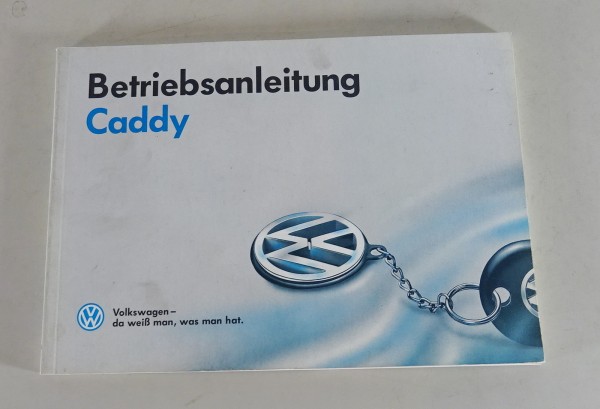 Betriebsanleitung
Caddy
Volkswagen –
da weiß man, was man hat.